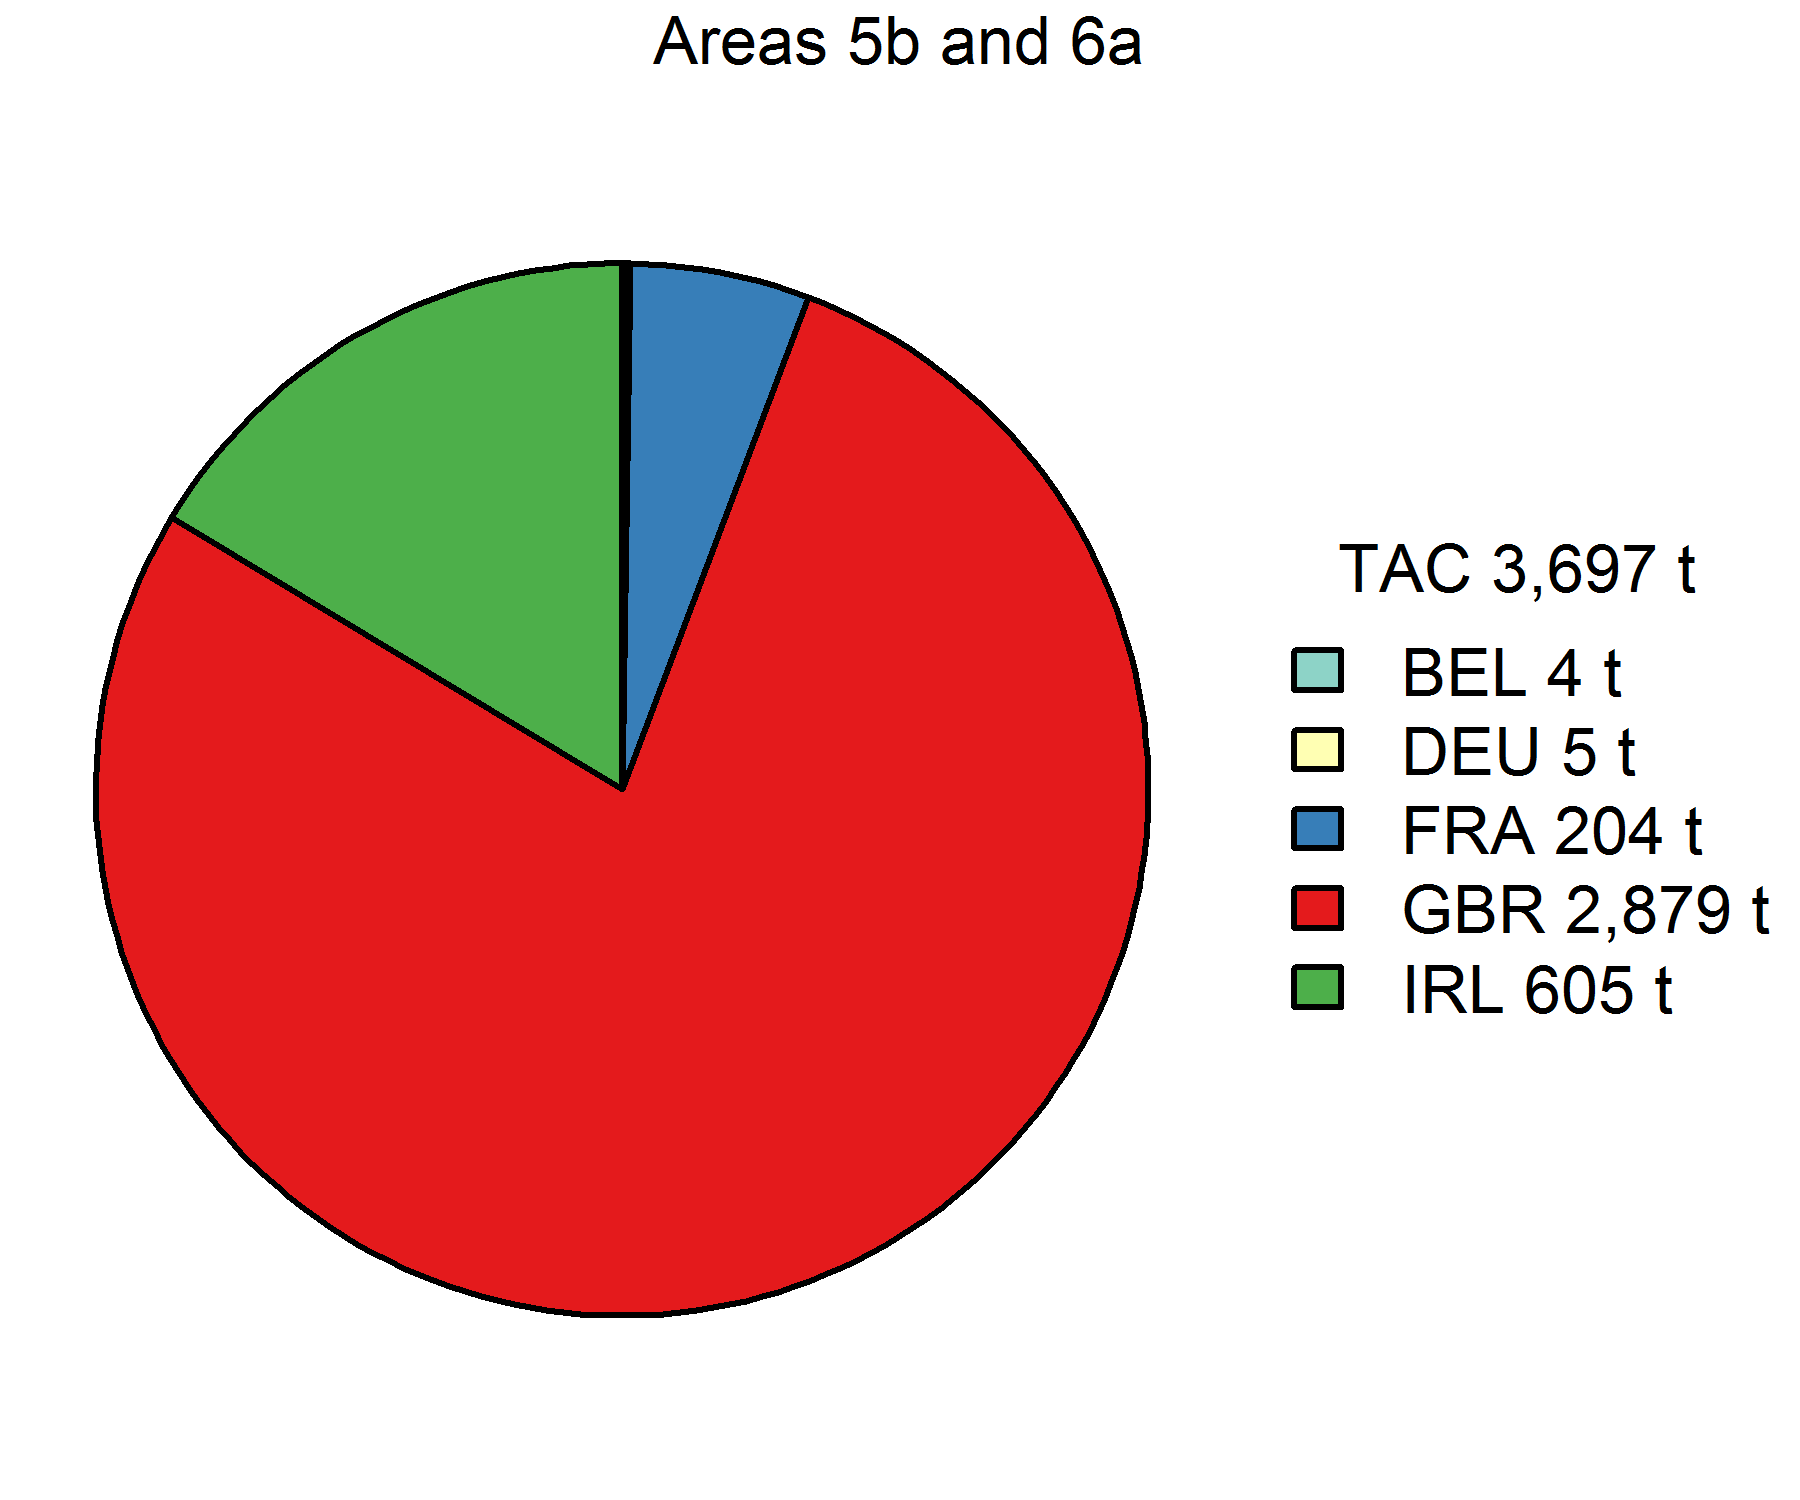 Areas 5b and 6a
TAC 3,697 t
BEL 4 t
DEU 5 t
FRA 204 t
GBR 2,879 t
IRL 605 t